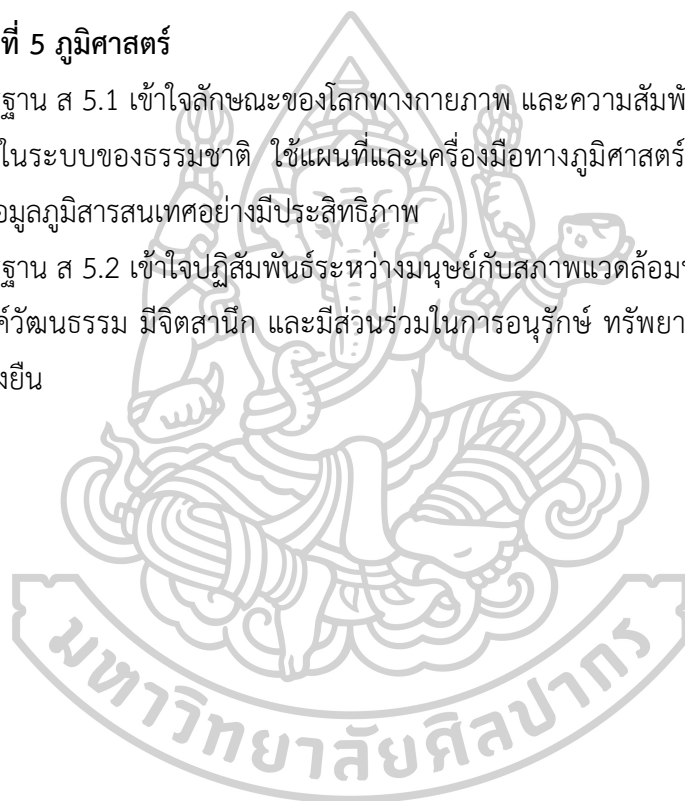 ที่ 5 ภูมิศาสตร์
รฐาน ส 5.1 เข้าใจลักษณะของโลกทางกายภาพ และความสัมพั
ในระบบของธรรมชาติ ใช้แผนที่และเครื่องมือทางภูมิศาสตร์
อมูลภูมิสารสนเทศอย่างมีประสิทธิภาพ
รฐาน ส 5.2 เข้าใจปฏิสัมพันธ์ระหว่างมนุษย์กับสภาพแวดล้อม
ค์วัฒนธรรม มีจิตสานึก และมีส่วนร่วมในการอนุรักษ์ ทรัพยา
งยืน
มหาวิทยาลัยศิลปากร